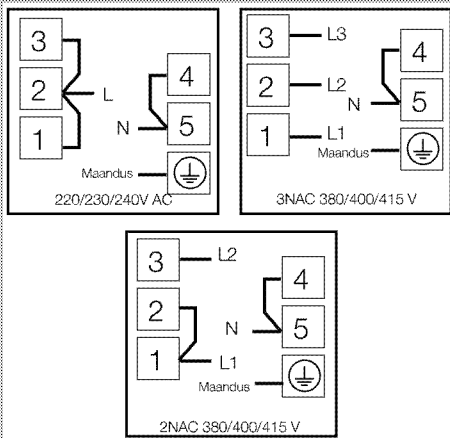 3
2
1
L
4
5
N
Maandus
220/230/240V AC
3
2
1
L3
L2
L1
4
5
N
Maandus
3NAC 380/400/415 V
3
2
1
L2
L1
4
5
N
Maandus
2NAC 380/400/415 V